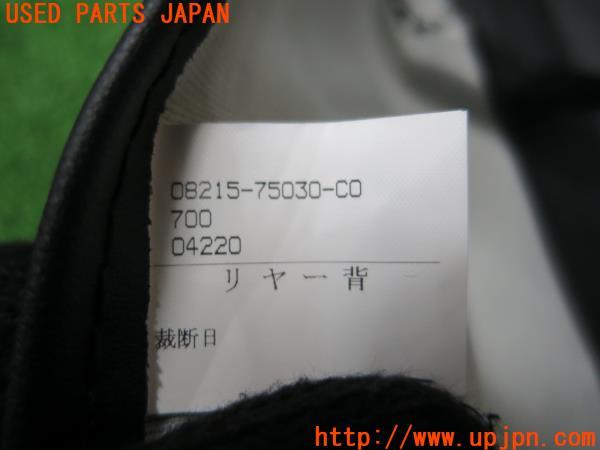 USED PARTS JAPAN
08215-75030-C0
700
04220
リヤー背
裁断日
http://www.upjpn.com